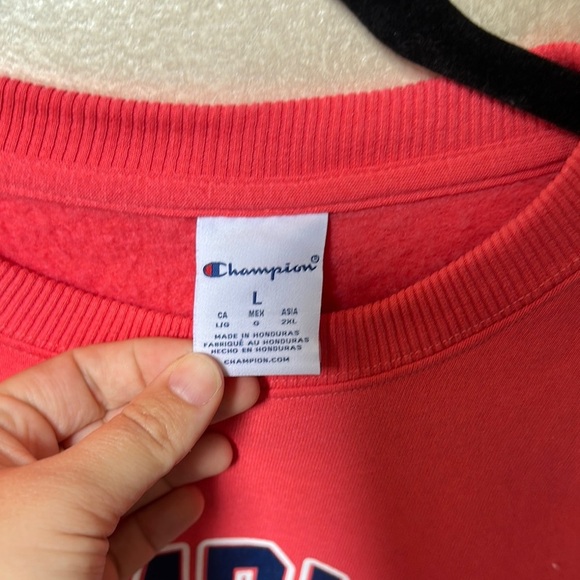 Champion
L
CA MEX ASIA
L/G G 2XL
MADE IN HONDURAS
FABRIQUÉ AU HONDURAS
HECHO EN HONDURAS
CHAMPION.COM